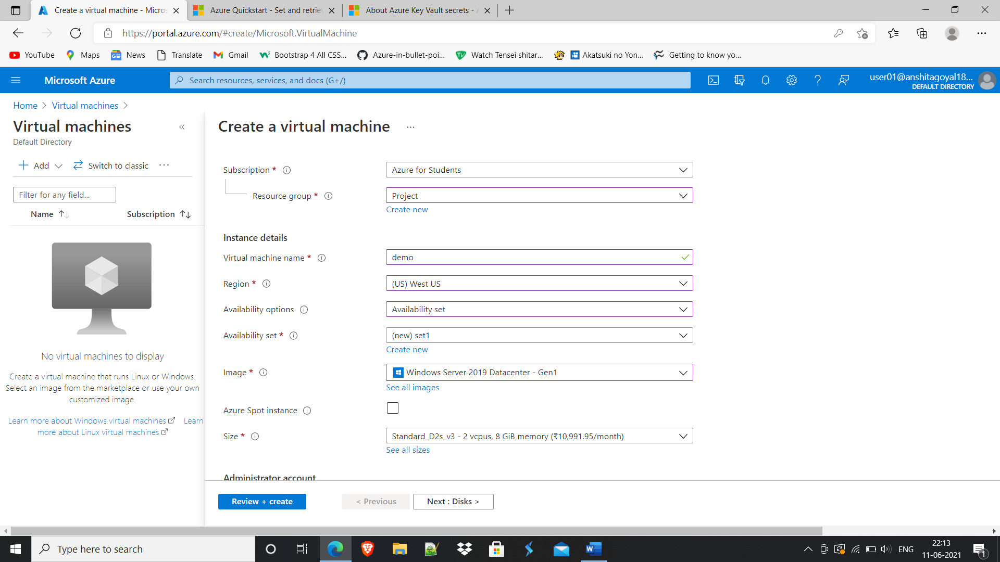 Create a virtual machine - Micros
Azure Quickstart - Set and retrie
About Azure Key Vault secrets - A
https://portal.azure.com/#create/Microsoft.VirtualMachine
YouTube
Maps
News
Translate
Gmail
Bootstrap 4 All CSS...
Azure-in-bullet-poi...
Watch Tensei shitar...
Akatsuki no Yon...
Getting to know yo...
Microsoft Azure
Search resources, services, and docs (G+/)
user01@anshitagoyal18...
DEFAULT DIRECTORY
Home
Virtual machines
Virtual machines
Default Directory
Add
Switch to classic
Filter for any field...
Name
Subscription
No virtual machines to display
Create a virtual machine that runs Linux or Windows.
Select an image from the marketplace or use your own
customized image.
Learn more about Windows virtual machines
Learn
more about Linux virtual machines
Create a virtual machine
Subscription *
Azure for Students
Resource group *
Project
Create new
Instance details
Virtual machine name *
demo
Region *
(US) West US
Availability options
Availability set
Availability set *
(new) set1
Create new
Image *
Windows Server 2019 Datacenter - Gen1
See all images
Azure Spot instance
Size *
Standard_D2s_v3 - 2 vcpus, 8 GiB memory (₹10,991.95/month)
See all sizes
Administrator account
Review + create
< Previous
Next : Disks >
Type here to search
ENG
22:13
11-06-2021
1